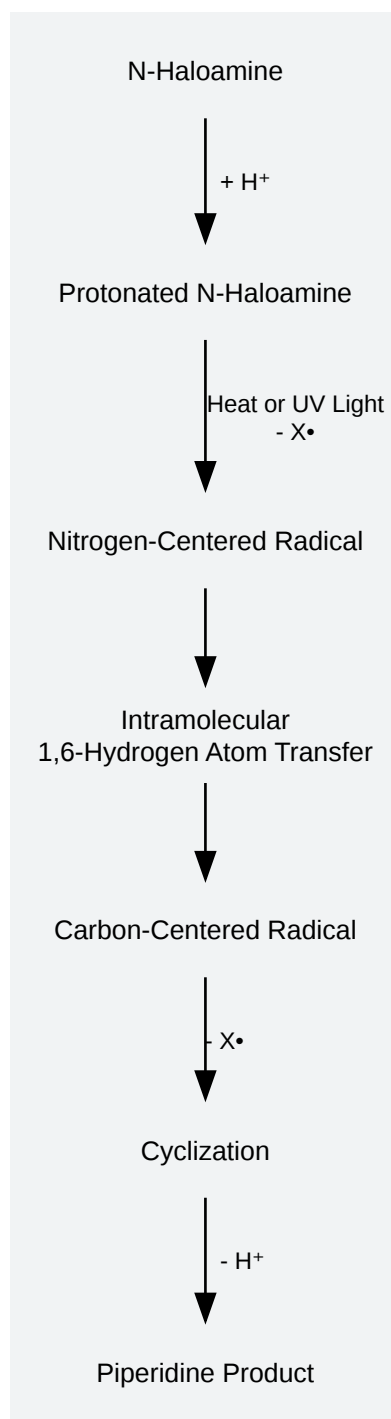 N-Haloamine
+ H⁺
Protonated N-Haloamine
Heat or UV Light
- X•
Nitrogen-Centered Radical
Intramolecular
1,6-Hydrogen Atom Transfer
Carbon-Centered Radical
- X•
Cyclization
- H⁺
Piperidine Product